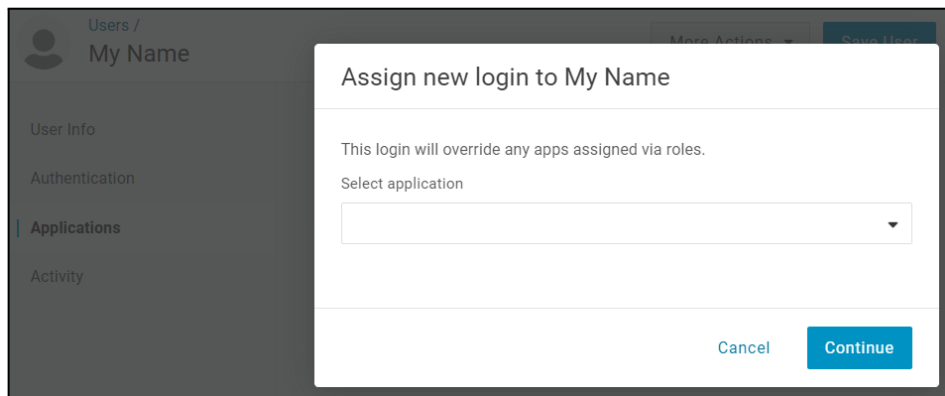 Users /
My Name
More Actions
Save User
Assign new login to My Name
User Info
This login will override any apps assigned via roles.
Authentication
Select application
Applications
Activity
Cancel
Continue